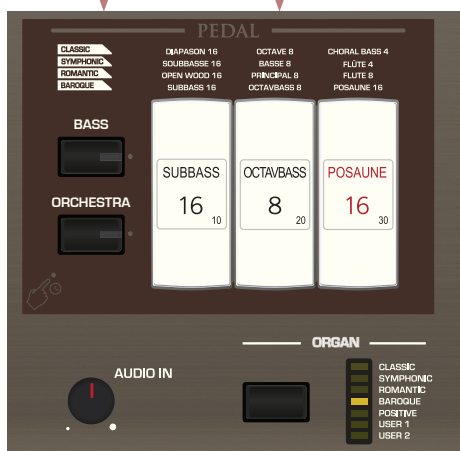 PEDAL
CLASSIC DIAPASON 16 OCTAVE 8 CHORAL BASS 4
SYMPHONIC SOUBBASSE 16 BASSE 8 FLÛTE 4
ROMANTIC OPEN WOOD 16 PRINCIPAL 8 FLUTE 8
BAROQUE SUBBASS 16 OCTAVBASS 8 POSAUNE 16
BASS
SUBBASS OCTAVBASS POSAUNE
16 8 16
10 20 30
ORCHESTRA
ORGAN
AUDIO IN
CLASSIC
SYMPHONIC
ROMANTIC
BAROQUE
POSITIVE
USER 1
USER 2